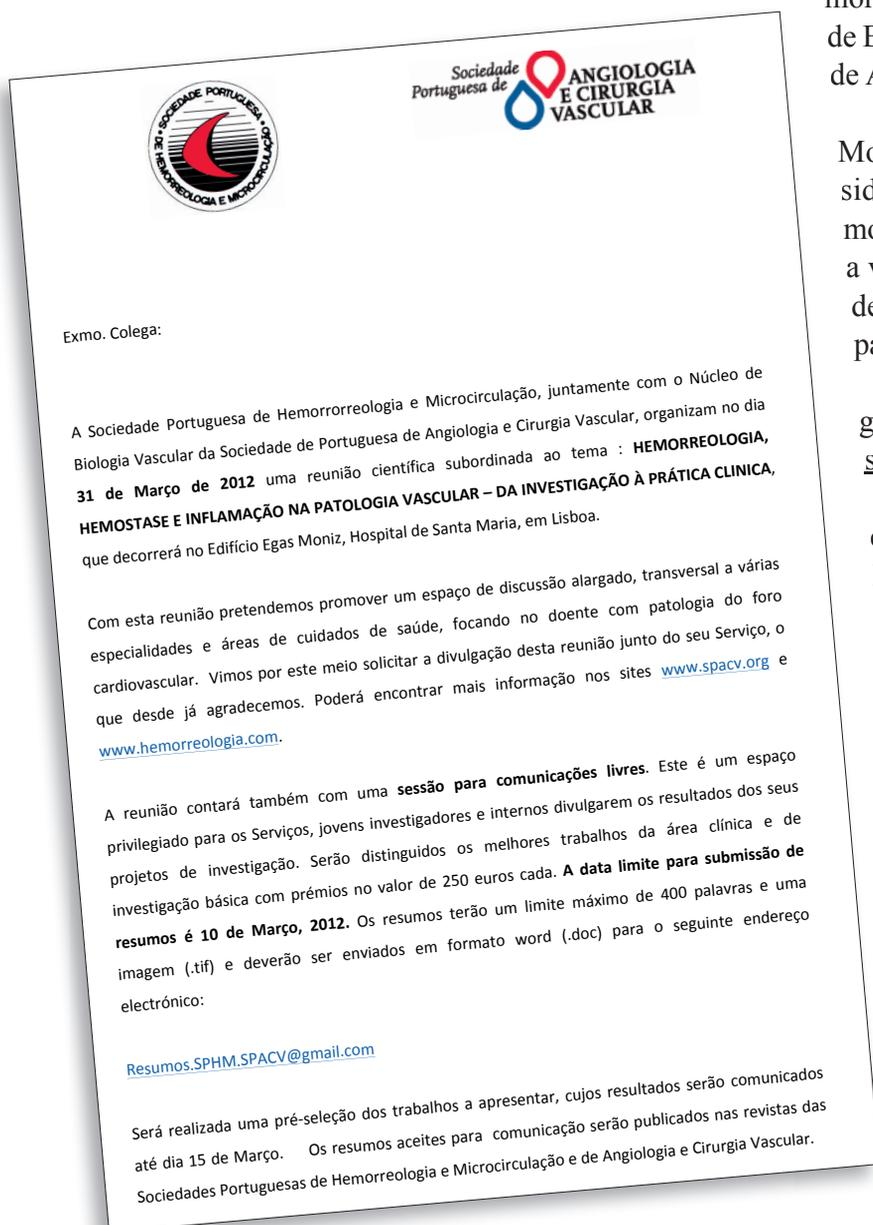 SOCIEDADE PORTUGUESA
DE HEMORREOLOGIA E MICROCIRCULAÇÃO
Sociedade
Portuguesa de
ANGIOLOGIA
E CIRURGIA
VASCULAR
Exmo. Colega:
A Sociedade Portuguesa de Hemorrorreologia e Microcirculação, juntamente com o Núcleo de
Biologia Vascular da Sociedade de Portuguesa de Angiologia e Cirurgia Vascular, organizam no dia
31 de Março de 2012 uma reunião científica subordinada ao tema : HEMORREOLOGIA,
HEMOSTASE E INFLAMAÇÃO NA PATOLOGIA VASCULAR – DA INVESTIGAÇÃO À PRÁTICA CLINICA,
que decorrerá no Edifício Egas Moniz, Hospital de Santa Maria, em Lisboa.
Com esta reunião pretendemos promover um espaço de discussão alargado, transversal a várias
especialidades e áreas de cuidados de saúde, focando no doente com patologia do foro
cardiovascular. Vimos por este meio solicitar a divulgação desta reunião junto do seu Serviço, o
que desde já agradecemos. Poderá encontrar mais informação nos sites www.spacv.org e
www.hemorreologia.com.
A reunião contará também com uma sessão para comunicações livres. Este é um espaço
privilegiado para os Serviços, jovens investigadores e internos divulgarem os resultados dos seus
projetos de investigação. Serão distinguidos os melhores trabalhos da área clínica e de
investigação básica com prémios no valor de 250 euros cada. A data limite para submissão de
resumos é 10 de Março, 2012. Os resumos terão um limite máximo de 400 palavras e uma
imagem (.tif) e deverão ser enviados em formato word (.doc) para o seguinte endereço
electrónico:
Resumos.SPHM.SPACV@gmail.com
Será realizada uma pré-seleção dos trabalhos a apresentar, cujos resultados serão comunicados
até dia 15 de Março. Os resumos aceites para comunicação serão publicados nas revistas das
Sociedades Portuguesas de Hemorreologia e Microcirculação e de Angiologia e Cirurgia Vascular.